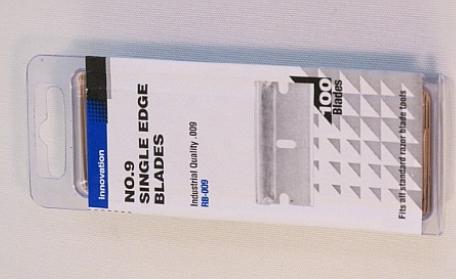 innovation
NO.9
SINGLE EDGE
BLADES
Industrial Quality .009
RB-009
100
Blades
Fits all standard razor blade tools